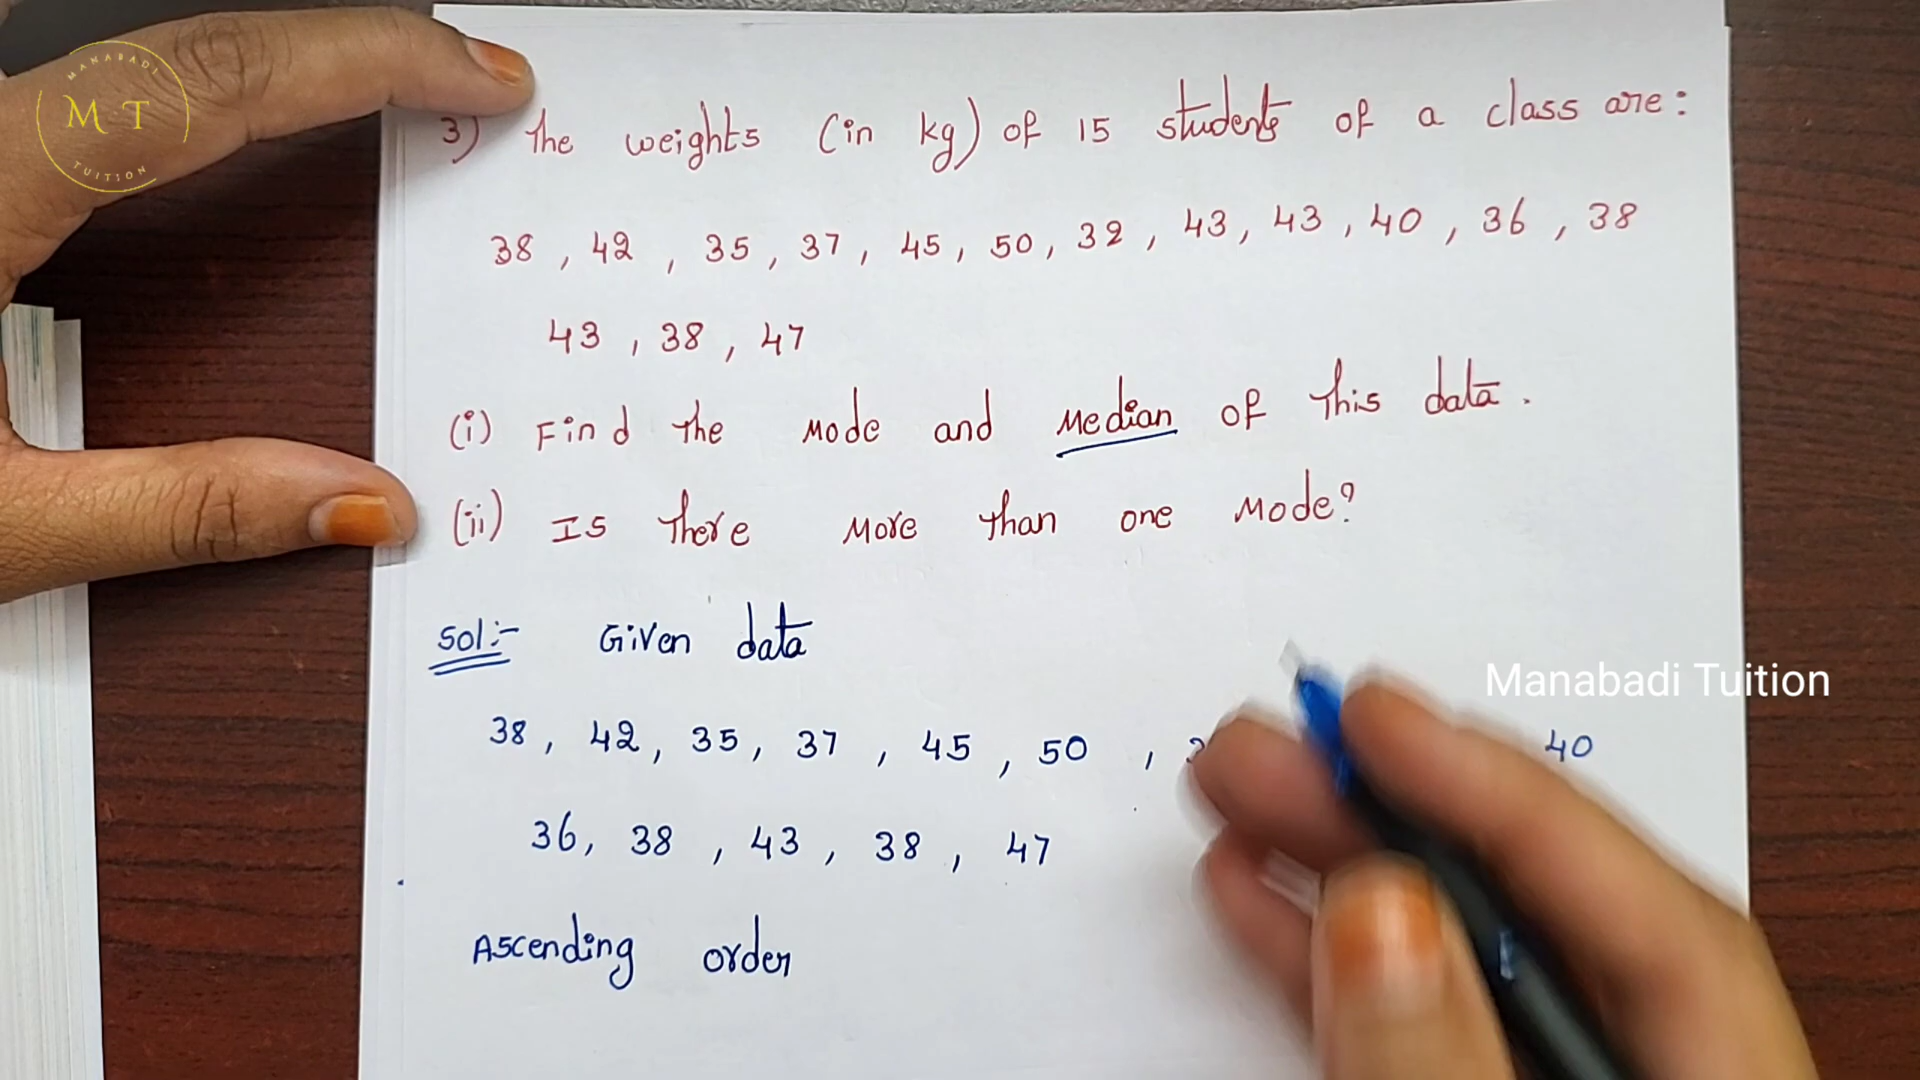 MANABADI
M T
TUITION
3) The weights (in kg) of 15 students of a class are:
38 , 42 , 35 , 37 , 45 , 50 , 32 , 43 , 43 , 40 , 36 , 38
43 , 38 , 47
(i) Find the Mode and Median of this data.
(ii) Is there More than one Mode?
Sol:- Given data
Manabadi Tuition
38 , 42 , 35 , 37 , 45 , 50 , 40
36, 38 , 43 , 38 , 47
Ascending order